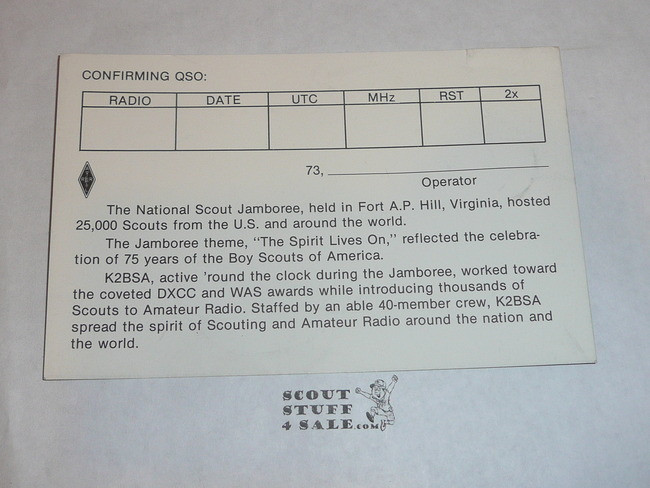 CONFIRMING QSO:
RADIO DATE UTC MHz RST 2x
73,
Operator
The National Scout Jamboree, held in Fort A.P. Hill, Virginia, hosted
25,000 Scouts from the U.S. and around the world.
The Jamboree theme, "The Spirit Lives On," reflected the celebra-
tion of 75 years of the Boy Scouts of America.
K2BSA, active 'round the clock during the Jamboree, worked toward
the coveted DXCC and WAS awards while introducing thousands of
Scouts to Amateur Radio. Staffed by an able 40-member crew, K2BSA
spread the spirit of Scouting and Amateur Radio around the nation and
the world.
SCOUT
STUFF
4 SALE.COM